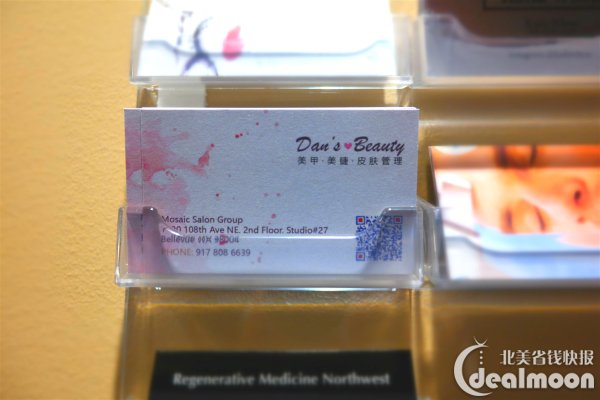 Dan's Beauty
美甲·美睫·皮肤管理
Mosaic Salon Group
108th Ave NE. 2nd Floor. Studio#27
Bellevue
PHONE: 917 808 6639
Regenerative Medicine Northwest
北美省钱快报
dealmoon